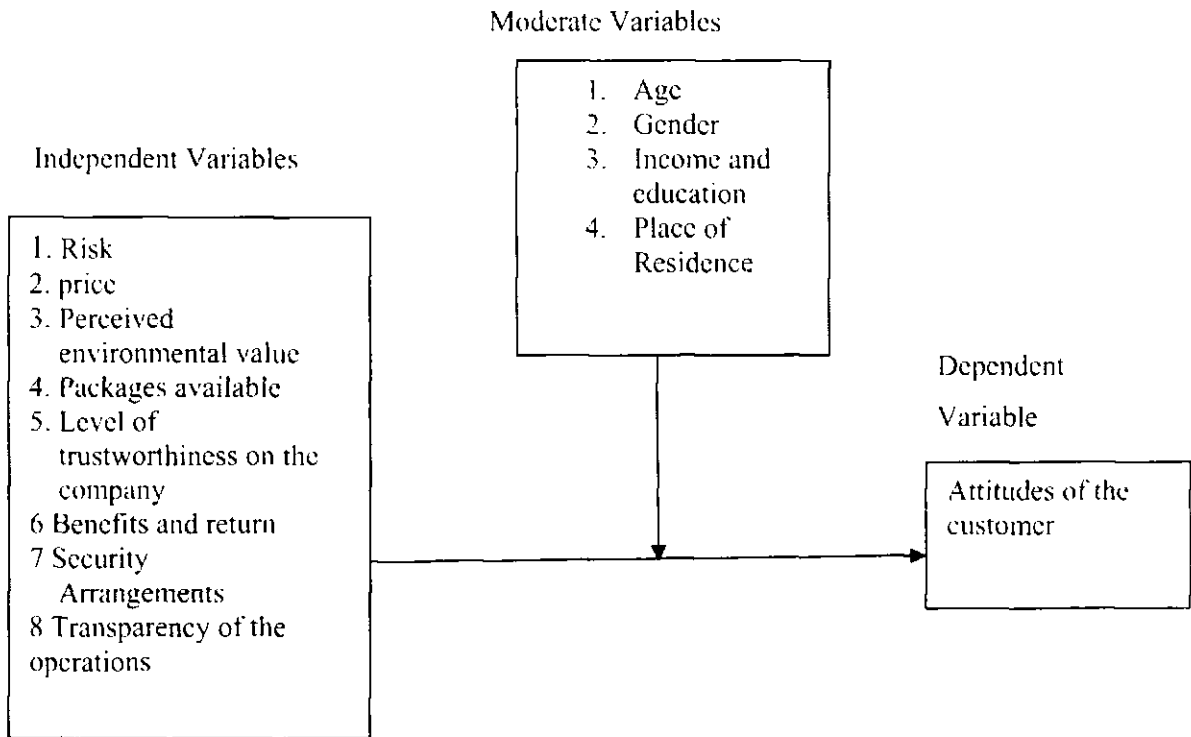 Moderate Variables
1. Age
2. Gender
3. Income and
education
4. Place of
Residence
Independent Variables
1. Risk
2. price
3. Perceived
environmental value
4. Packages available
5. Level of
trustworthiness on the
company
6 Benefits and return
7 Security
Arrangements
8 Transparency of the
operations
Dependent
Variable
Attitudes of the
customer